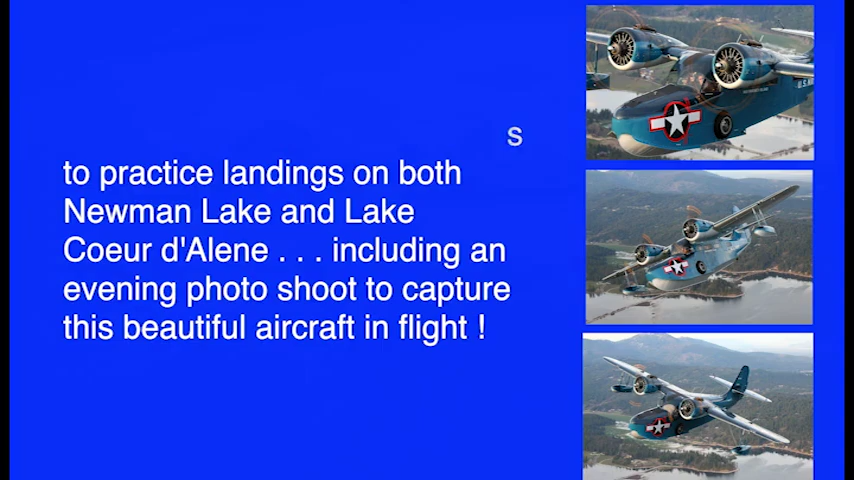 s
to practice landings on both
Newman Lake and Lake
Coeur d'Alene . . . including an
evening photo shoot to capture
this beautiful aircraft in flight !